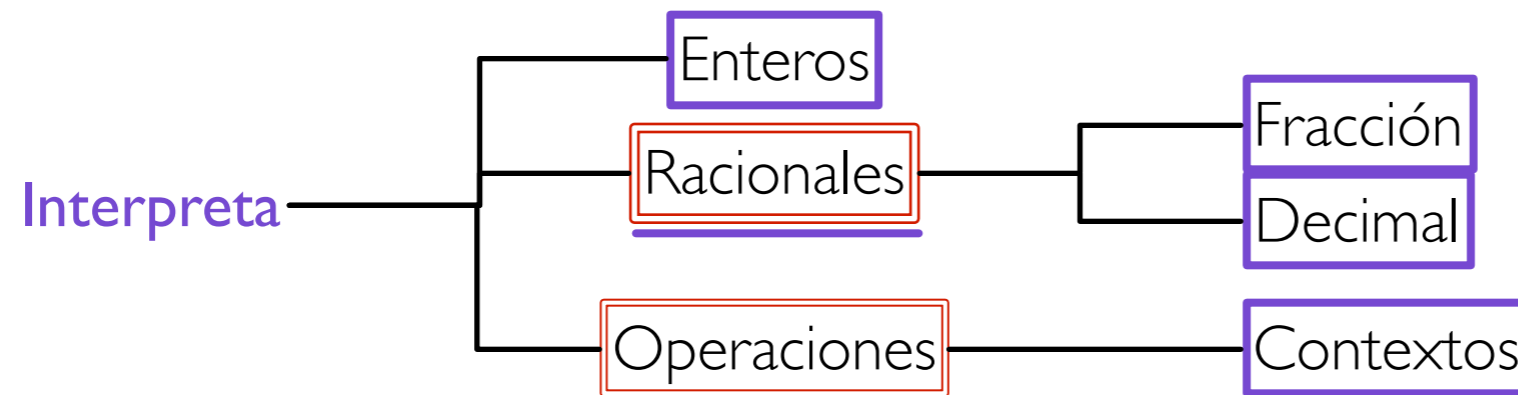 Interpreta
Enteros
Racionales
Fracción
Decimal
Operaciones
Contextos